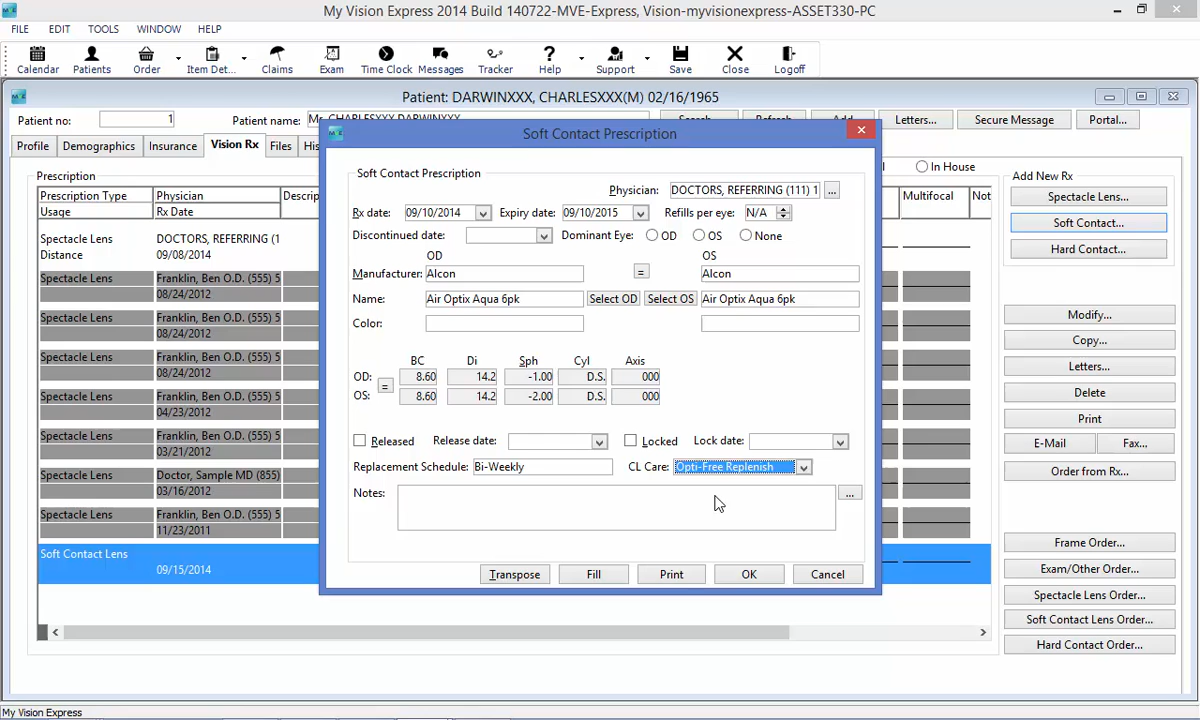 My Vision Express 2014 Build 140722-MVE-Express, Vision-myvisionexpress-ASSET330-PC
FILE EDIT TOOLS WINDOW HELP
Calendar Patients Order Item Det... Claims Exam Time Clock Messages Tracker Help Support Save Close Logoff
Patient: DARWINXXX, CHARLESXXX(M) 02/16/1965
Patient no: 1 Patient name: Mr. CHARLESXXX DARWINXXX Search... Refresh Add Letters... Secure Message Portal...
Profile Demographics Insurance Vision Rx Files
In House
Prescription
Prescription Type Physician Descrip Multifocal Not
Usage Rx Date
Spectacle Lens DOCTORS, REFERRING (1
Distance 09/08/2014
Spectacle Lens Franklin, Ben O.D. (555) 5
08/24/2012
Spectacle Lens Franklin, Ben O.D. (555) 5
08/24/2012
Spectacle Lens Franklin, Ben O.D. (555) 5
08/24/2012
Spectacle Lens Franklin, Ben O.D. (555) 5
04/23/2012
Spectacle Lens Franklin, Ben O.D. (555) 5
03/21/2012
Spectacle Lens Doctor, Sample MD (855)
03/16/2012
Spectacle Lens Franklin, Ben O.D. (555) 5
11/23/2011
Soft Contact Lens
09/15/2014
Soft Contact Prescription
Soft Contact Prescription
Physician: DOCTORS, REFERRING (111) 1 ...
Rx date: 09/10/2014 Expiry date: 09/10/2015 Refills per eye: N/A
Discontinued date: Dominant Eye: OD OS None
OD OS
Manufacturer: Alcon = Alcon
Name: Air Optix Aqua 6pk Select OD Select OS Air Optix Aqua 6pk
Color:
BC Di Sph Cyl Axis
OD: 8.60 14.2 -1.00 D.S. 000
=
OS: 8.60 14.2 -2.00 D.S. 000
Released Release date: Locked Lock date:
Replacement Schedule: Bi-Weekly CL Care: Opti-Free Replenish
Notes: ...
Transpose Fill Print OK Cancel
Add New Rx
Spectacle Lens...
Soft Contact...
Hard Contact...
Modify...
Copy...
Letters...
Delete
Print
E-Mail Fax...
Order from Rx...
Frame Order...
Exam/Other Order...
Spectacle Lens Order...
Soft Contact Lens Order...
Hard Contact Order...
My Vision Express